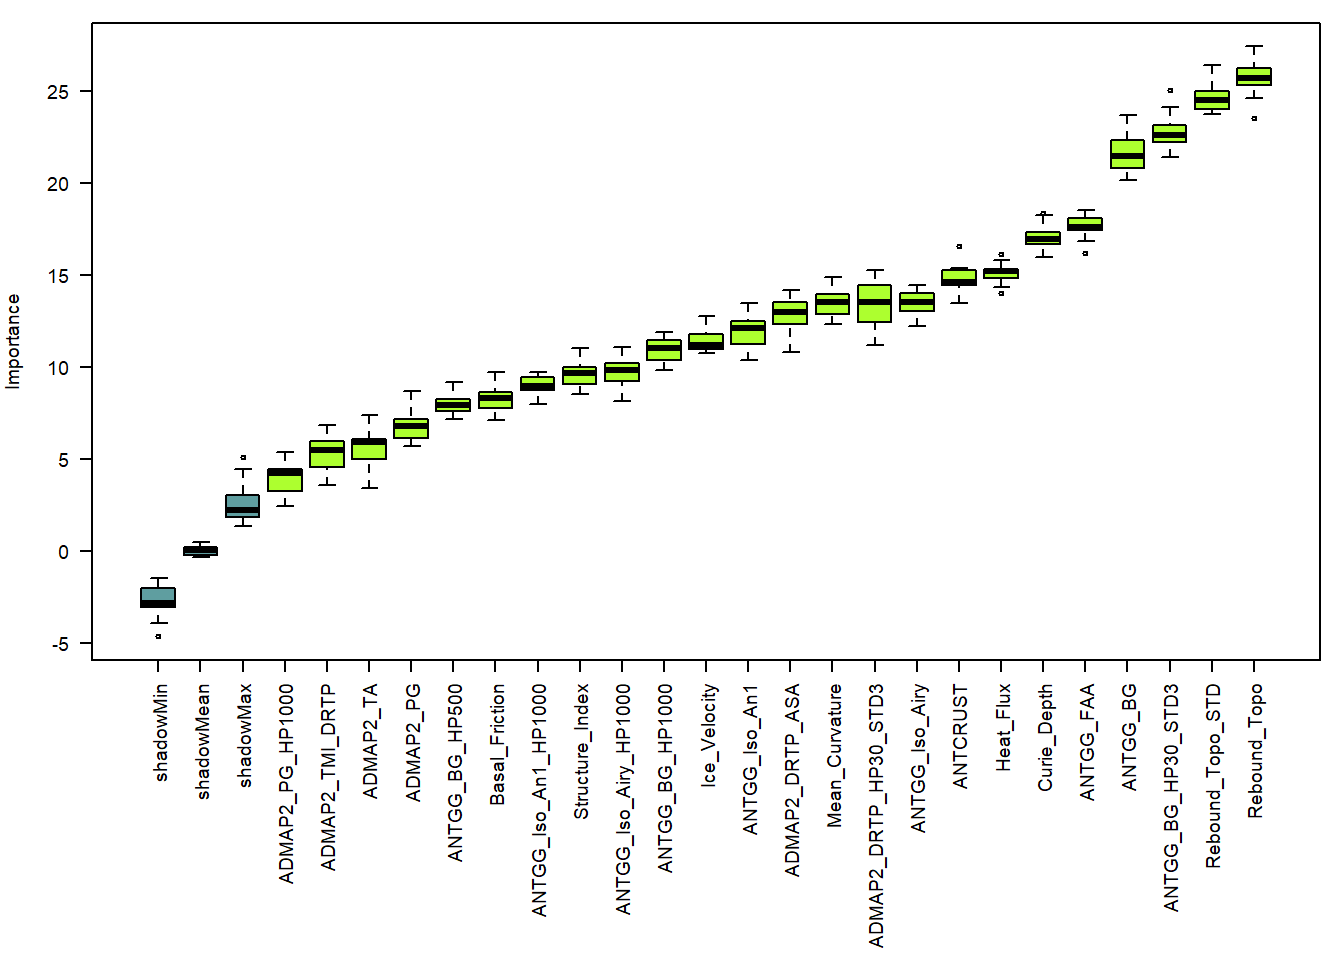 Importance
25
20
15
10
5
0
-5
shadowMin
shadowMean
shadowMax
ADMAP2_PG_HP1000
ADMAP2_TMI_DRTP
ADMAP2_TA
ADMAP2_PG
ANTGG_BG_HP500
Basal_Friction
ANTGG_Iso_An1_HP1000
Structure_Index
ANTGG_Iso_Airy_HP1000
ANTGG_BG_HP1000
Ice_Velocity
ANTGG_Iso_An1
ADMAP2_DRTP_ASA
Mean_Curvature
ADMAP2_DRTP_HP30_STD3
ANTGG_Iso_Airy
ANTCRUST
Heat_Flux
Curie_Depth
ANTGG_FAA
ANTGG_BG
ANTGG_BG_HP30_STD3
Rebound_Topo_STD
Rebound_Topo